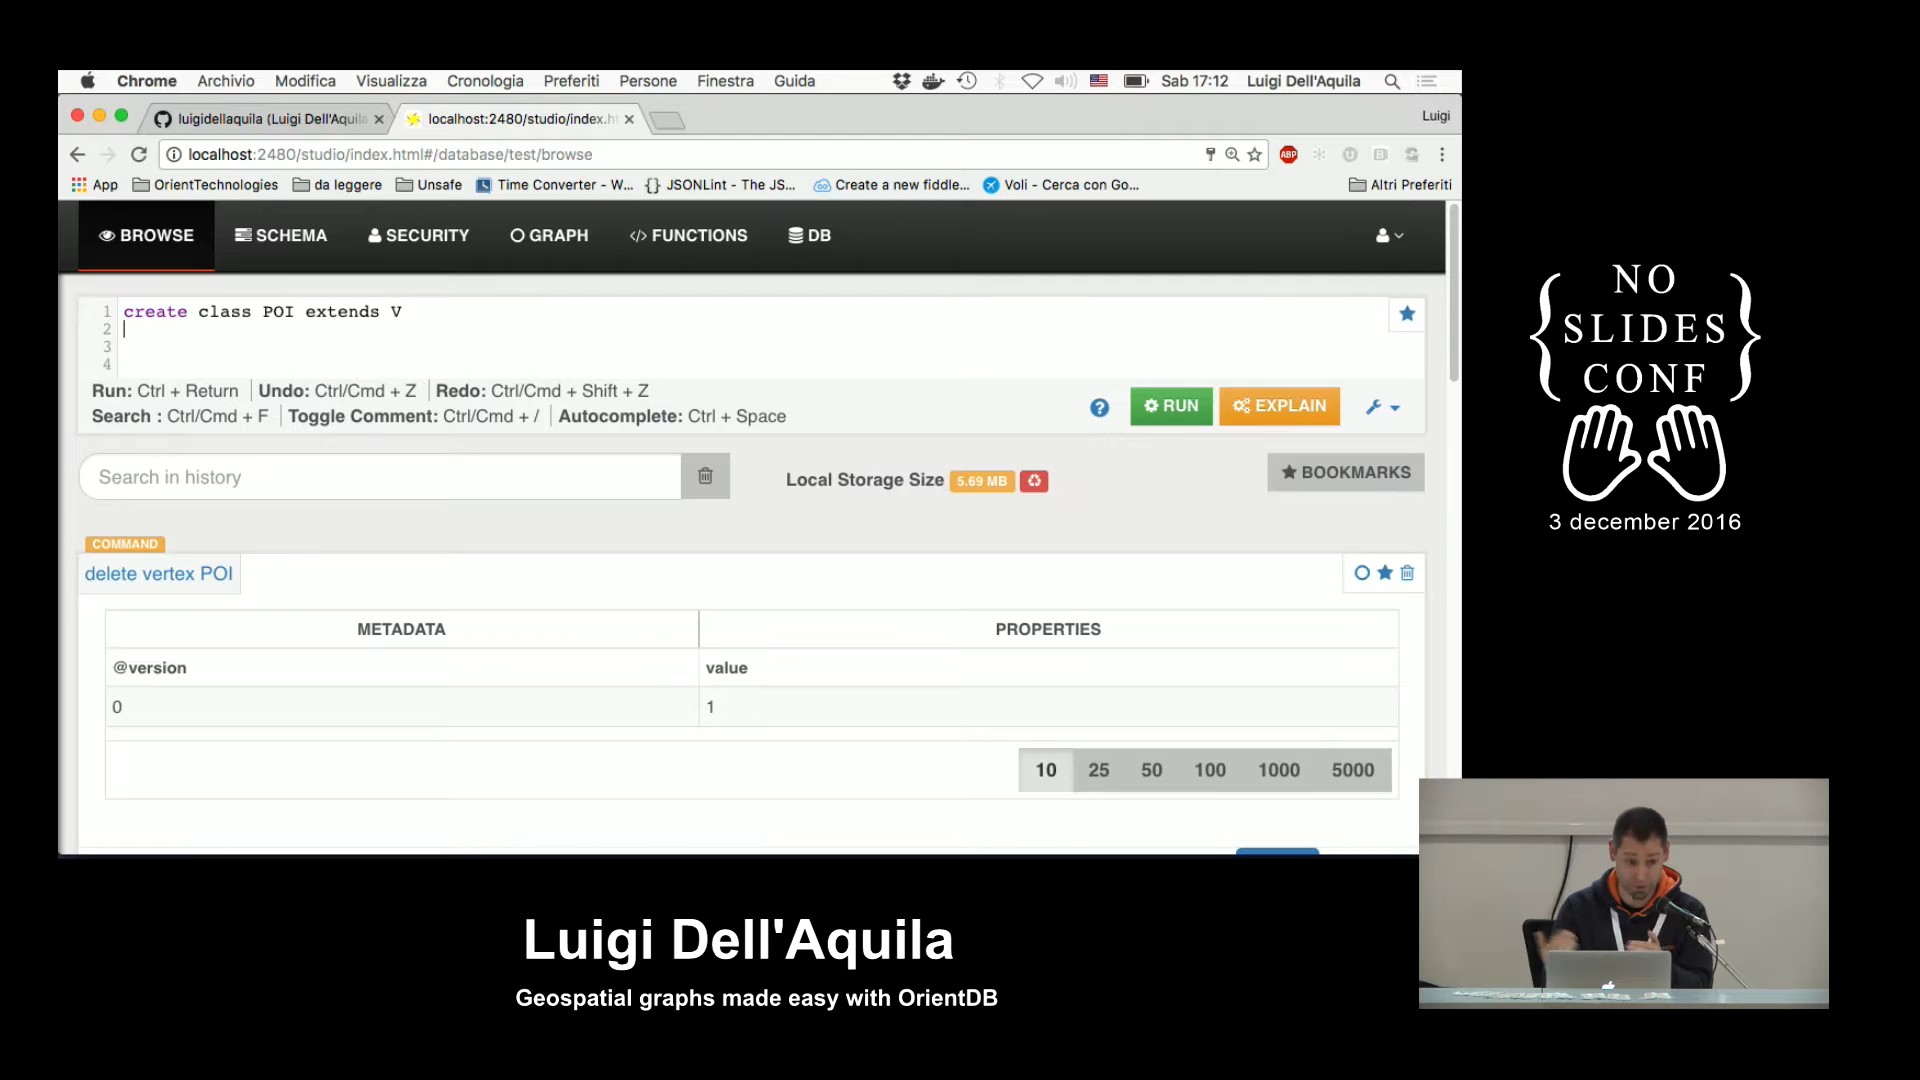 Chrome Archivio Modifica Visualizza Cronologia Preferiti Persone Finestra Guida Sab 17:12 Luigi Dell'Aquila
luigidellaquila (Luigi Dell'Aquila localhost:2480/studio/index.h Luigi
localhost:2480/studio/index.html#/database/test/browse ABP
App OrientTechnologies da leggere Unsafe Time Converter - W... {} JSONLint - The JS... Create a new fiddle... Voli - Cerca con Go... Altri Preferiti
BROWSE SCHEMA SECURITY GRAPH </> FUNCTIONS DB
1 create class POI extends V
2
3
4
Run: Ctrl + Return Undo: Ctrl/Cmd + Z Redo: Ctrl/Cmd + Shift + Z
Search : Ctrl/Cmd + F Toggle Comment: Ctrl/Cmd + / Autocomplete: Ctrl + Space
? RUN EXPLAIN
Search in history Local Storage Size 5.69 MB BOOKMARKS
COMMAND
delete vertex POI
METADATA PROPERTIES
@version value
0 1
10 25 50 100 1000 5000
NO
SLIDES
CONF
3 december 2016
Luigi Dell'Aquila
Geospatial graphs made easy with OrientDB